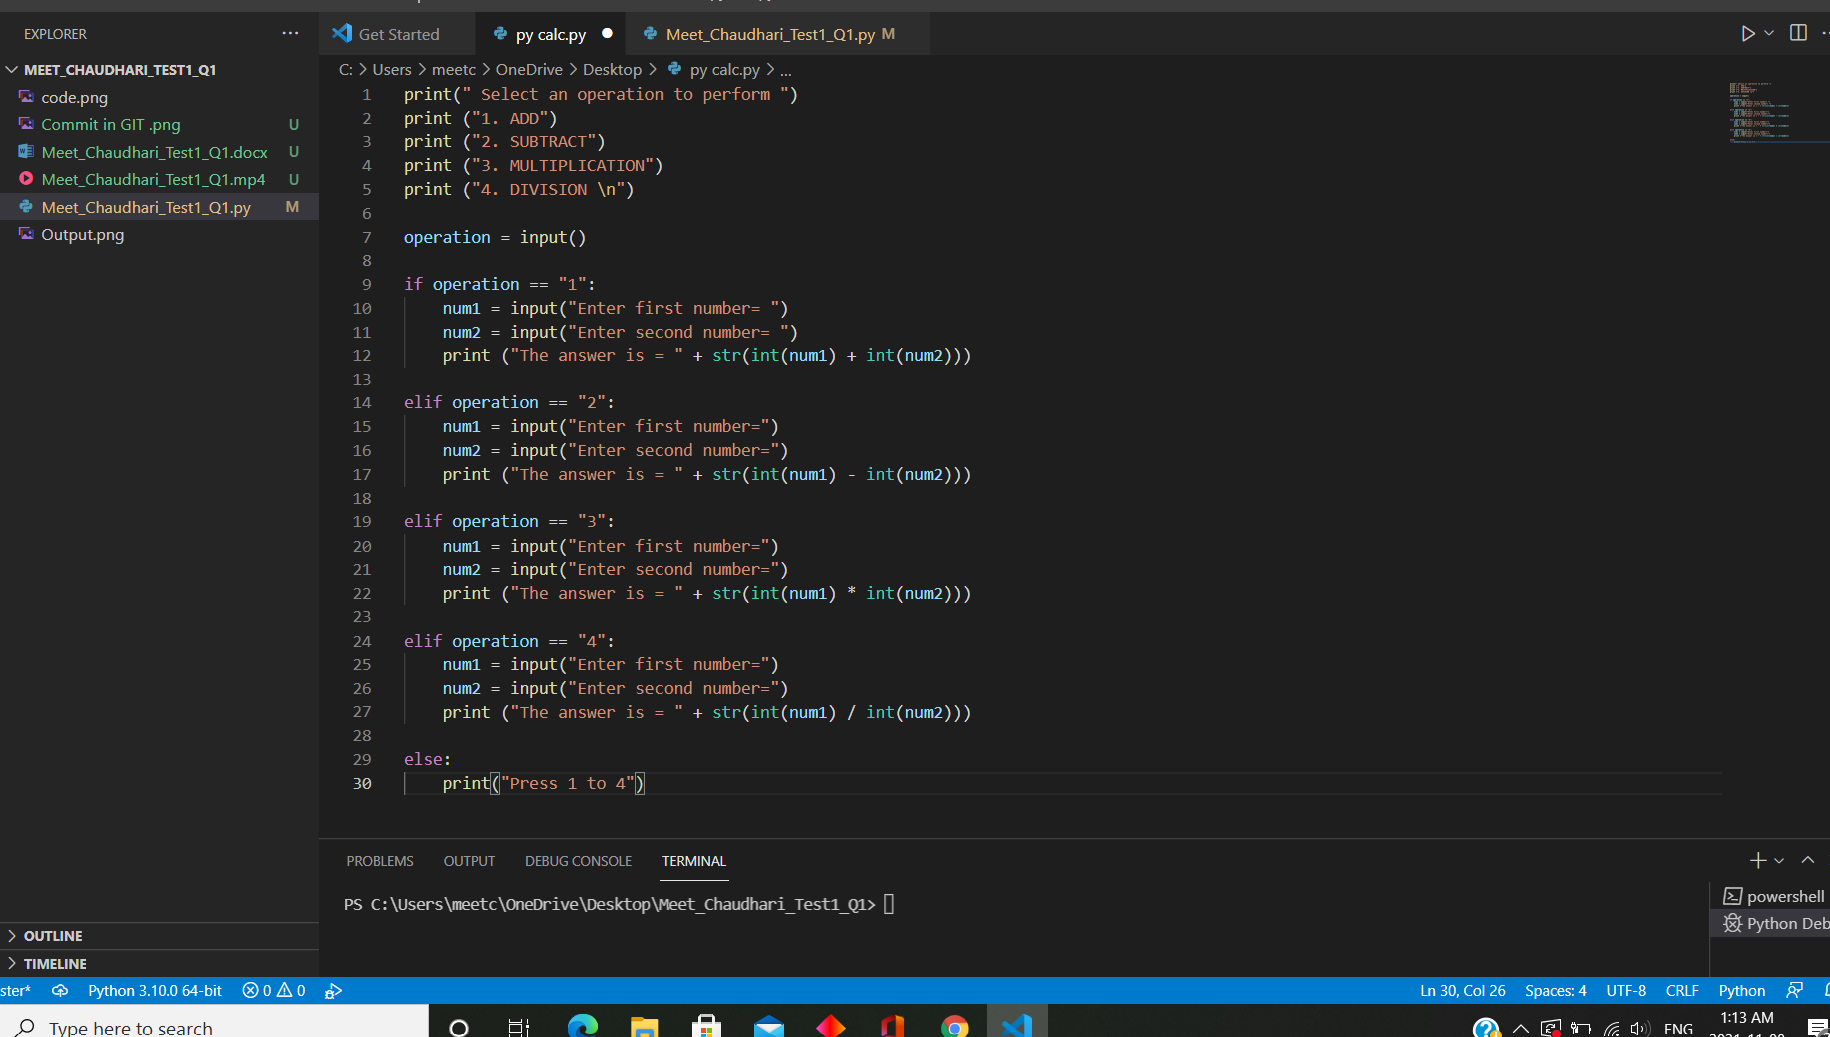 EXPLORER
···
Get Started
py calc.py
Meet_Chaudhari_Test1_Q1.py M
MEET_CHAUDHARI_TEST1_Q1
code.png
Commit in GIT .png U
Meet_Chaudhari_Test1_Q1.docx U
Meet_Chaudhari_Test1_Q1.mp4 U
Meet_Chaudhari_Test1_Q1.py M
Output.png
C: > Users > meetc > OneDrive > Desktop > py calc.py > ...
1 print(" Select an operation to perform ")
2 print ("1. ADD")
3 print ("2. SUBTRACT")
4 print ("3. MULTIPLICATION")
5 print ("4. DIVISION \n")
6
7 operation = input()
8
9 if operation == "1":
10     num1 = input("Enter first number= ")
11     num2 = input("Enter second number= ")
12     print ("The answer is = " + str(int(num1) + int(num2)))
13
14 elif operation == "2":
15     num1 = input("Enter first number=")
16     num2 = input("Enter second number=")
17     print ("The answer is = " + str(int(num1) - int(num2)))
18
19 elif operation == "3":
20     num1 = input("Enter first number=")
21     num2 = input("Enter second number=")
22     print ("The answer is = " + str(int(num1) * int(num2)))
23
24 elif operation == "4":
25     num1 = input("Enter first number=")
26     num2 = input("Enter second number=")
27     print ("The answer is = " + str(int(num1) / int(num2)))
28
29 else:
30     print("Press 1 to 4")
PROBLEMS OUTPUT DEBUG CONSOLE TERMINAL
PS C:\Users\meetc\OneDrive\Desktop\Meet_Chaudhari_Test1_Q1>
powershell
Python Deb
OUTLINE
TIMELINE
ster* Python 3.10.0 64-bit 0 0 Ln 30, Col 26 Spaces: 4 UTF-8 CRLF Python
Type here to search
ENG
1:13 AM